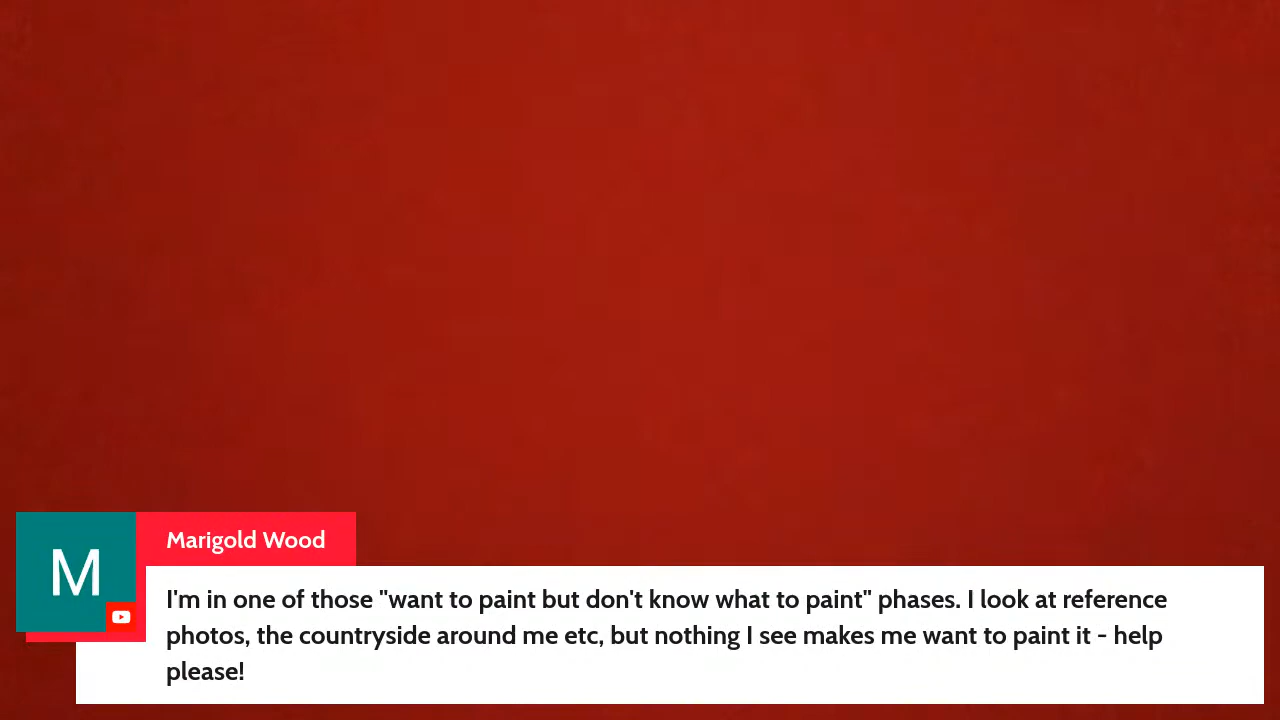 Marigold Wood
M
I'm in one of those "want to paint but don't know what to paint" phases. I look at reference
photos, the countryside around me etc, but nothing I see makes me want to paint it - help
please!